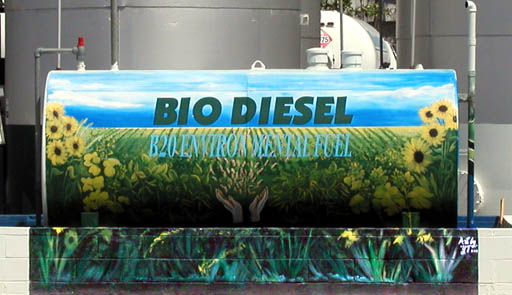 BIO DIESEL
B20 ENVIRONMENTAL FUEL